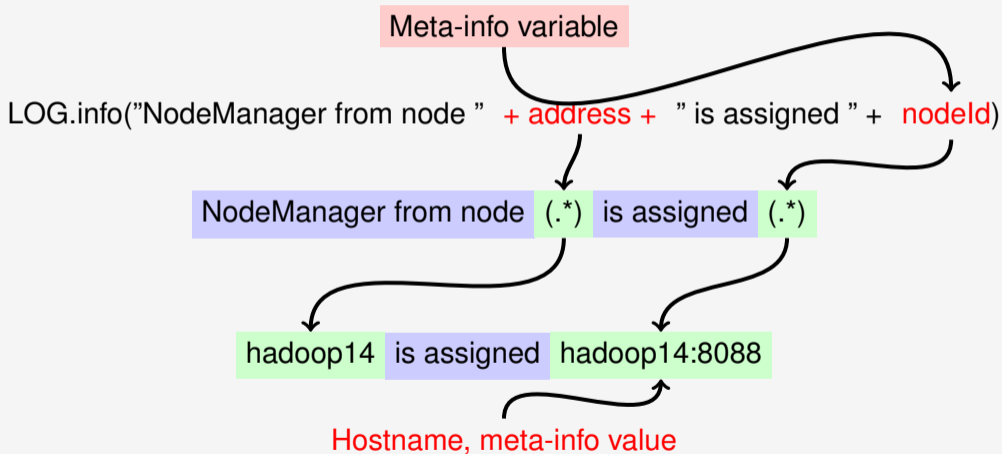 Meta-info variable
LOG.info(”NodeManager from node ” + address + ” is assigned ” + nodeId)
NodeManager from node (.*) is assigned (.*)
hadoop14 is assigned hadoop14:8088
Hostname, meta-info value